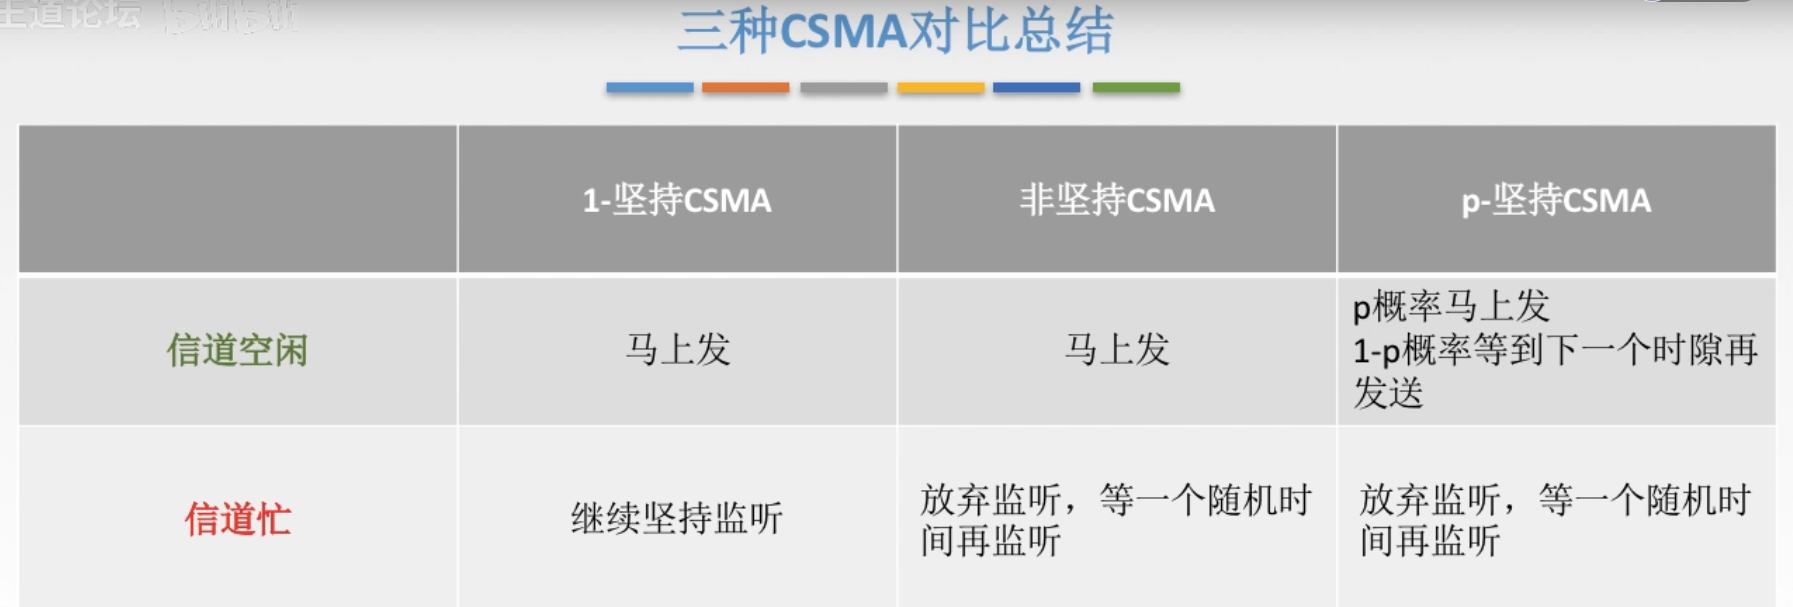 王道论坛 bilibili
三种CSMA对比总结
1-坚持CSMA
非坚持CSMA
p-坚持CSMA
信道空闲
马上发
马上发
p概率马上发
1-p概率等到下一个时隙再
发送
信道忙
继续坚持监听
放弃监听，等一个随机时
间再监听
放弃监听，等一个随机时
间再监听